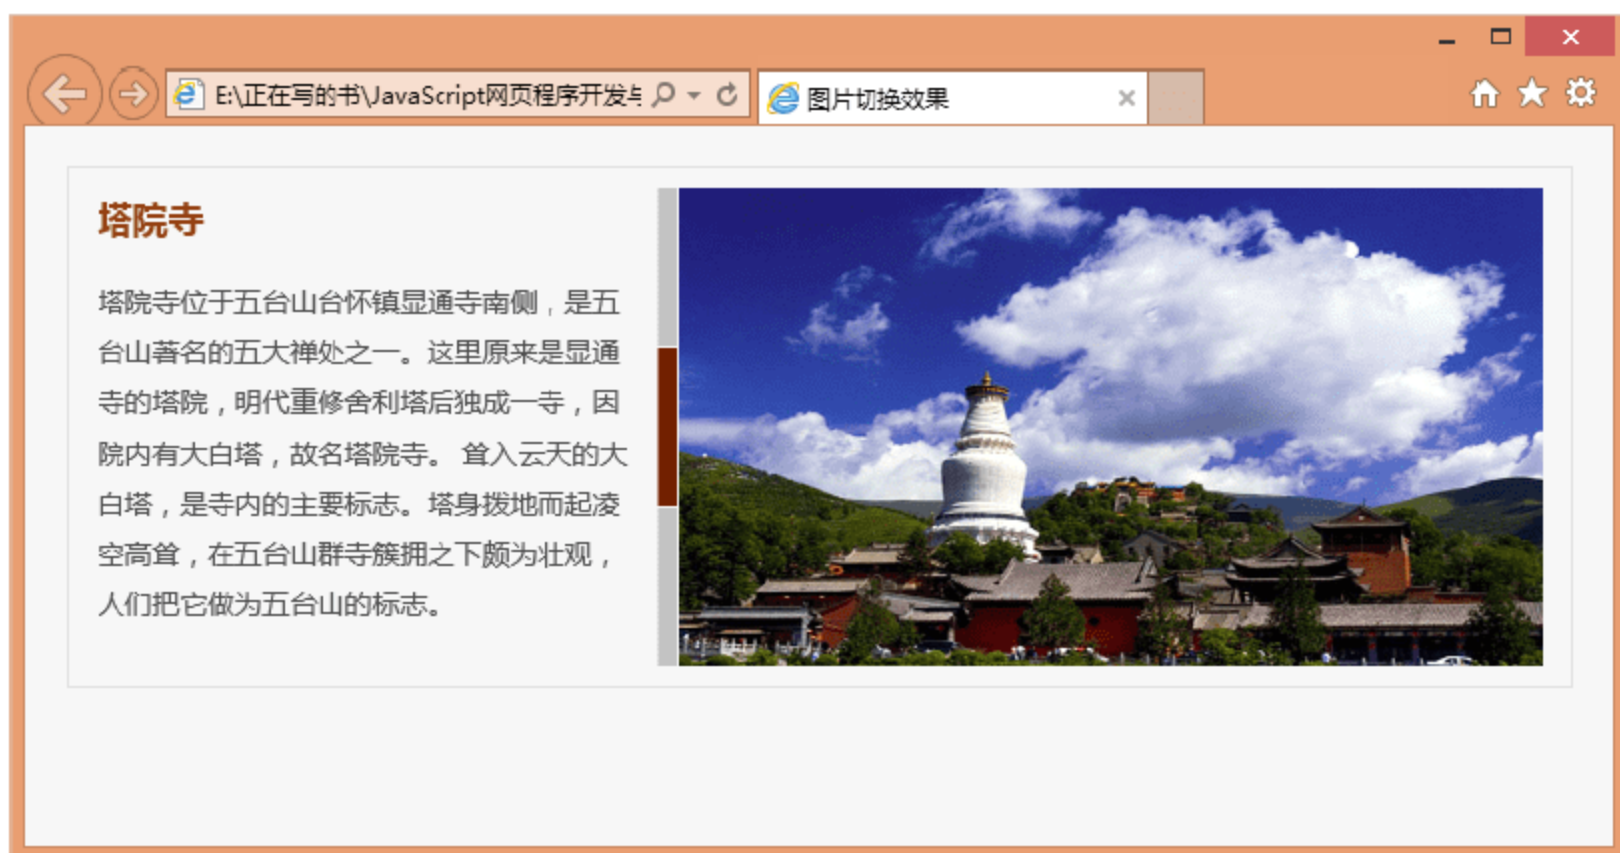 E:\正在写的书\JavaScript网页程序开发与
图片切换效果
塔院寺
塔院寺位于五台山台怀镇显通寺南侧，是五
台山著名的五大禅处之一。这里原来是显通
寺的塔院，明代重修舍利塔后独成一寺，因
院内有大白塔，故名塔院寺。 耸入云天的大
白塔，是寺内的主要标志。塔身拨地而起凌
空高耸，在五台山群寺簇拥之下颇为壮观，
人们把它做为五台山的标志。